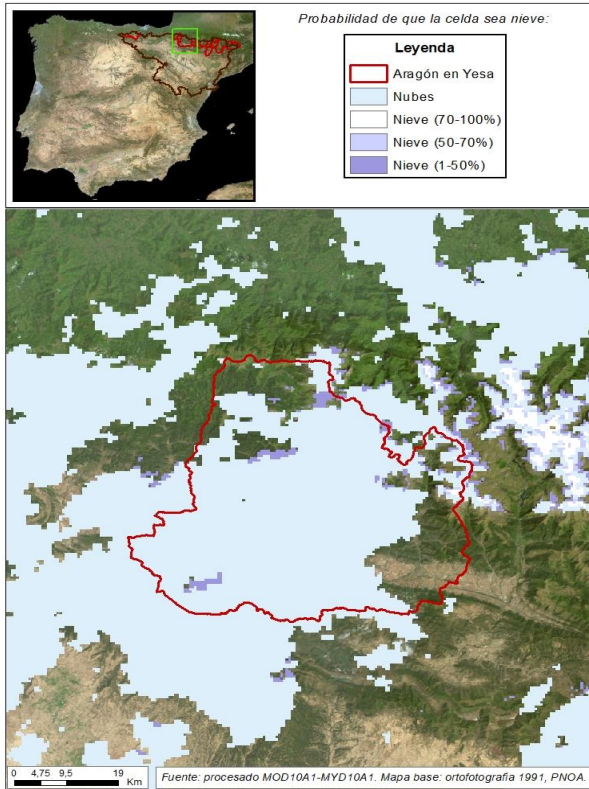 Probabilidad de que la celda sea nieve:
Leyenda
Aragón en Yesa
Nubes
Nieve (70-100%)
Nieve (50-70%)
Nieve (1-50%)
0 4,75 9,5 19
Km
Fuente: procesado MOD10A1-MYD10A1. Mapa base: ortofotografia 1991, PNOA.